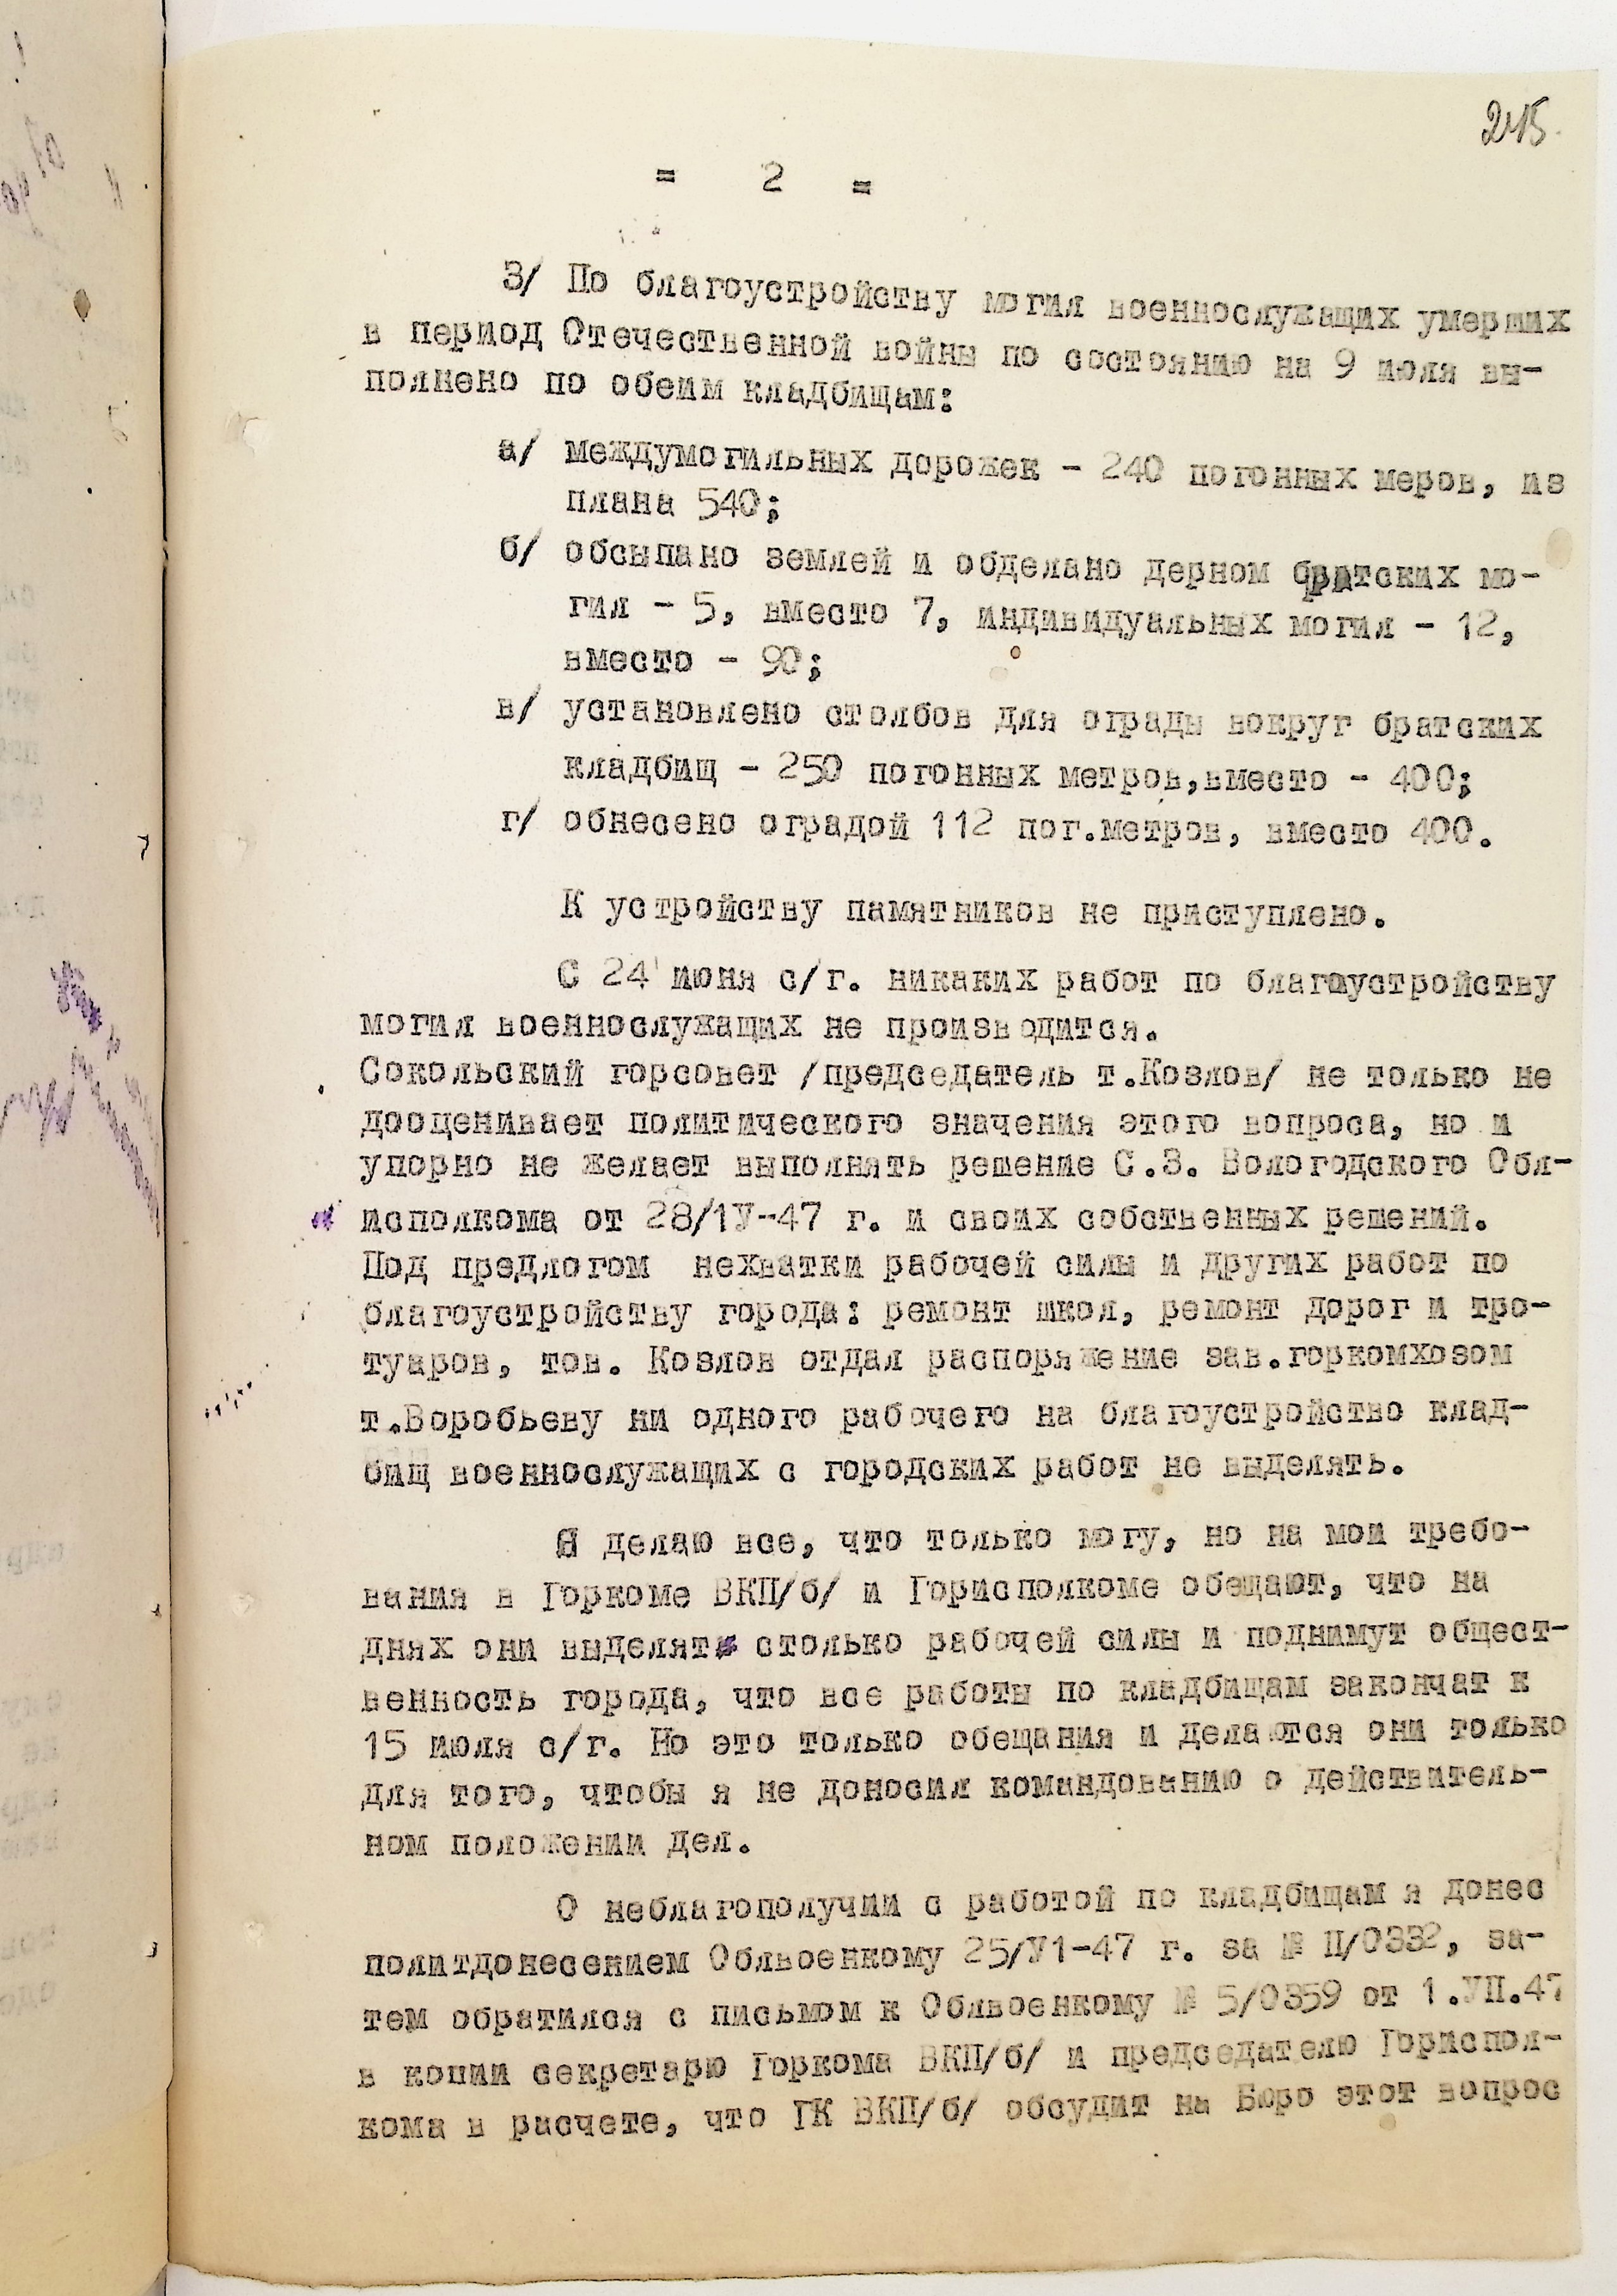 215.
= 2 =
3/ По благоустройству могил военнослужащих умерших
в период Отечественной войны по состоянию на 9 июля вы-
полнено по обеим кладбищам:
а/ междумогильных дорожек - 240 погонных меров, из
плана 540;
б/ обсыпано землей и обделано дерном братских мо-
гил - 5, вместо 7, индивидуальных могил - 12,
вместо - 90;
в/ установлено столбов для ограды вокруг братских
кладбищ - 250 погонных метров,вместо - 400;
г/ обнесено оградой 112 пог.метров, вместо 400.
К устройству памятников не приступлено.
С 24 июня с/г. никаких работ по благоустройству
могил военнослужащих не производится.
Сокольский горсовет /председатель т.Козлов/ не только не
дооценивает политического значения этого вопроса, но и
упорно не желает выполнять решение С.З. Вологодского Обл-
исполкома от 28/1У-47 г. и своих собственных решений.
Под предлогом нехватки рабочей силы и других работ по
благоустройству города: ремонт школ, ремонт дорог и тро-
туаров, тов. Козлов отдал распоряжение зав.горкомхозом
т.Воробьеву ни одного рабочего на благоустройство клад-
бищ военнослужащих с городских работ не выделять.
Я делаю все, что только могу, но на мои требо-
вания в Горкоме ВКП/б/ и Горисполкоме обещают, что на
днях они выделят столько рабочей силы и поднимут общест-
венность города, что все работы по кладбищам закончат к
15 июля с/г. Но это только обещания и делаются они только
для того, чтобы я не доносил командованию о действитель-
ном положении дел.
О неблагополучии с работой по кладбищам я донес
политдонесением Облвоенкому 25/У1-47 г. за № П/0332, за-
тем обратился с письмом к Облвоенкому № 5/0359 от 1.УП.47
в копии секретарю Горкома ВКП/б/ и председателю Горислол-
кома в расчете, что ГК ВКП/б/ обсудит на Бюро этот вопрос